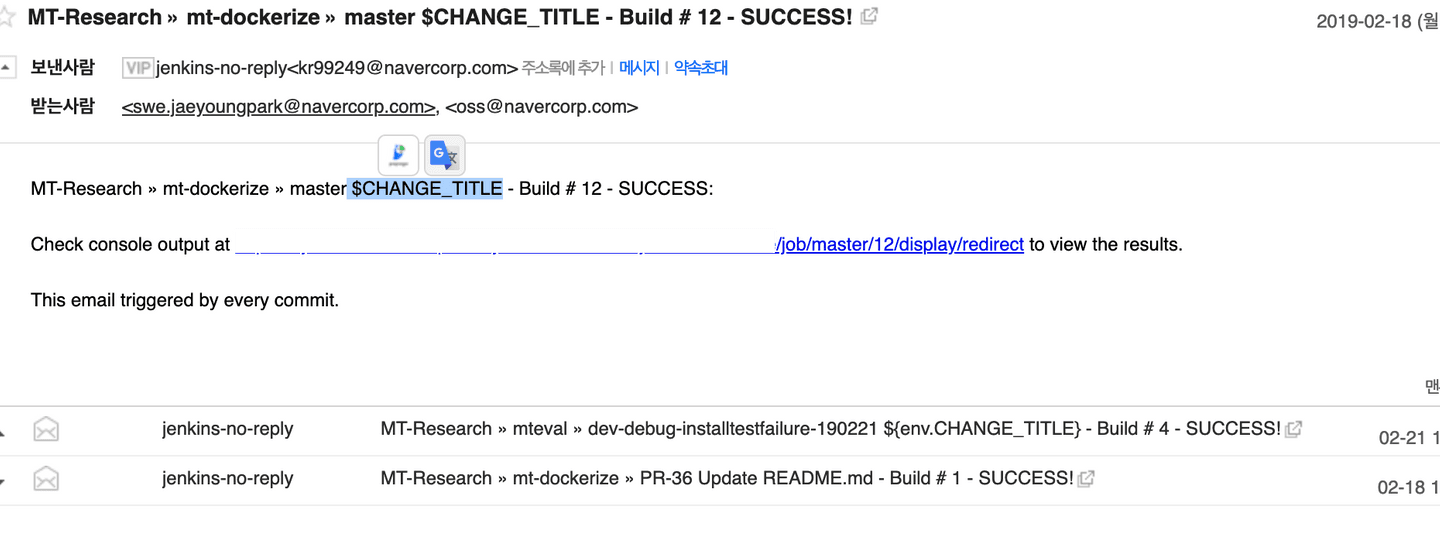 MT-Research » mt-dockerize » master $CHANGE_TITLE - Build # 12 - SUCCESS!
2019-02-18 (월
보낸사람 VIP jenkins-no-reply<kr99249@navercorp.com> 주소록에 추가 | 메시지 | 약속초대
받는사람 <swe.jaeyoungpark@navercorp.com>, <oss@navercorp.com>
MT-Research » mt-dockerize » master $CHANGE_TITLE - Build # 12 - SUCCESS:
Check console output at /job/master/12/display/redirect to view the results.
This email triggered by every commit.
맨
jenkins-no-reply MT-Research » mteval » dev-debug-installtestfailure-190221 ${env.CHANGE_TITLE} - Build # 4 - SUCCESS! 02-21 1
jenkins-no-reply MT-Research » mt-dockerize » PR-36 Update README.md - Build # 1 - SUCCESS! 02-18 1